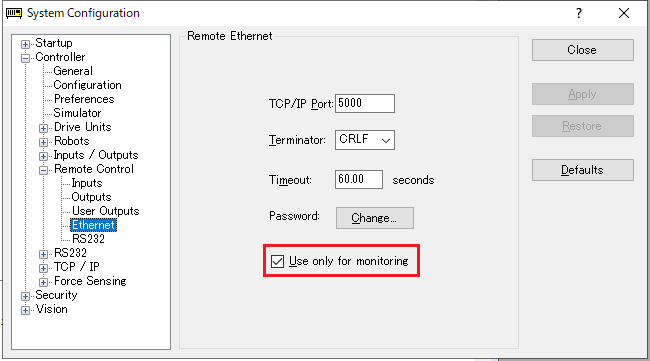 System Configuration
Startup
Controller
General
Configuration
Preferences
Simulator
Drive Units
Robots
Inputs / Outputs
Remote Control
Inputs
Outputs
User Outputs
Ethernet
RS232
RS232
TCP / IP
Force Sensing
Security
Vision
Remote Ethernet
TCP/IP Port: 5000
Terminator: CRLF
Timeout: 60.00 seconds
Password: Change...
Use only for monitoring
Close
Apply
Restore
Defaults